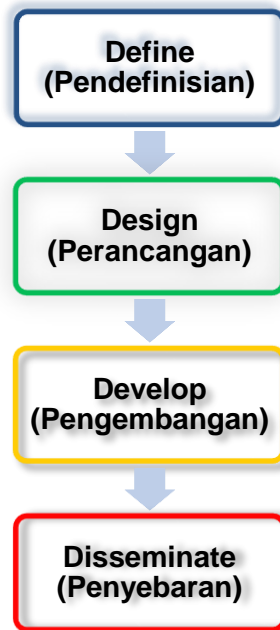 Define
(Pendefinisian)
Design
(Perancangan)
Develop
(Pengembangan)
Disseminate
(Penyebaran)